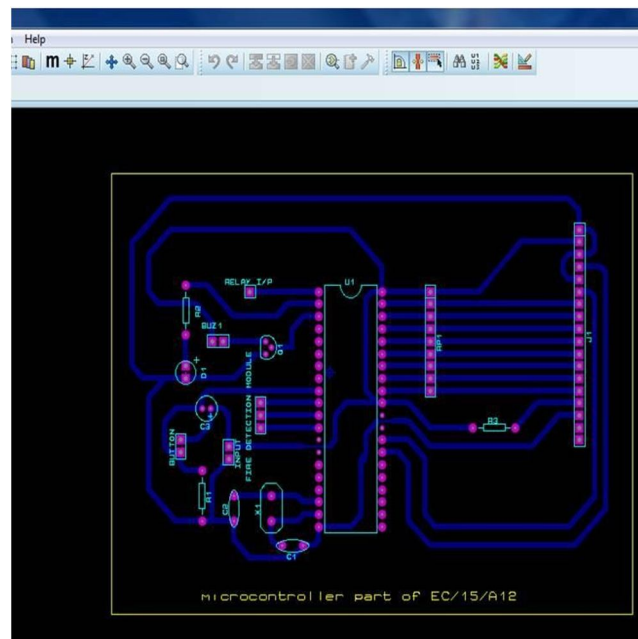 Help
RELAY I/P
U1
R2
BUZ1
Q1
RP1
J1
D1
C3
FIRE DETECTION MODULE
R3
BUTTON
INPUT
R1
C2
X1
C1
microcontroller part of EC/15/A12